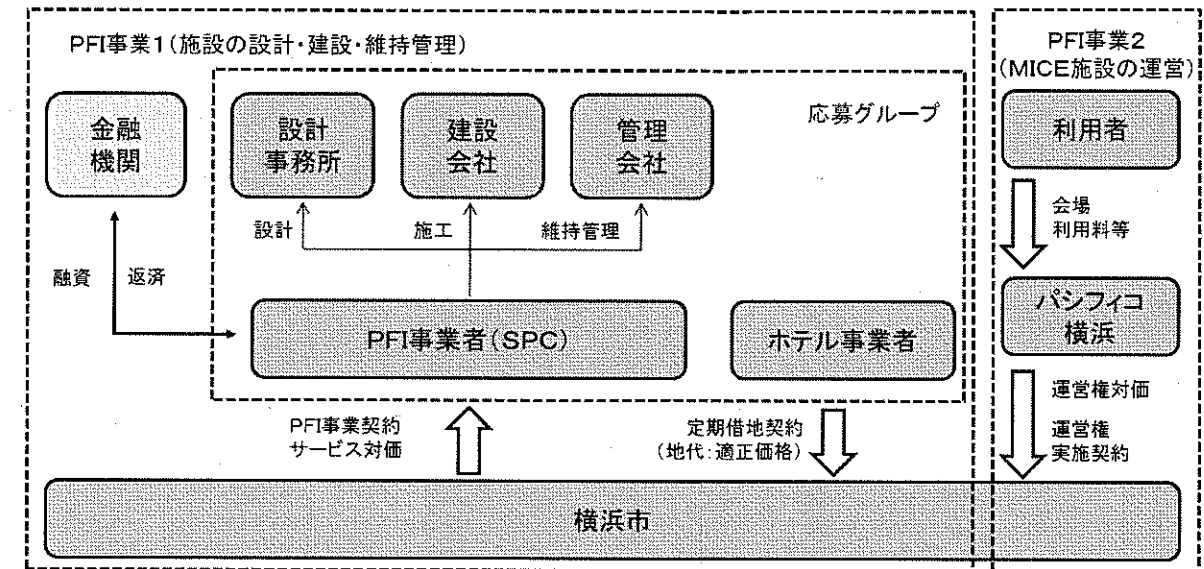 PFI事業1(施設の設計・建設・維持管理)
応募グループ
金融
機関
設計
事務所
建設
会社
管理
会社
設計
施工
維持管理
融資
返済
PFI事業者(SPC)
ホテル事業者
PFI事業契約
サービス対価
定期借地契約
(地代:適正価格)
横浜市
PFI事業2
(MICE施設の運営)
利用者
会場
利用料等
パシフィコ
横浜
運営権対価
運営権
実施契約